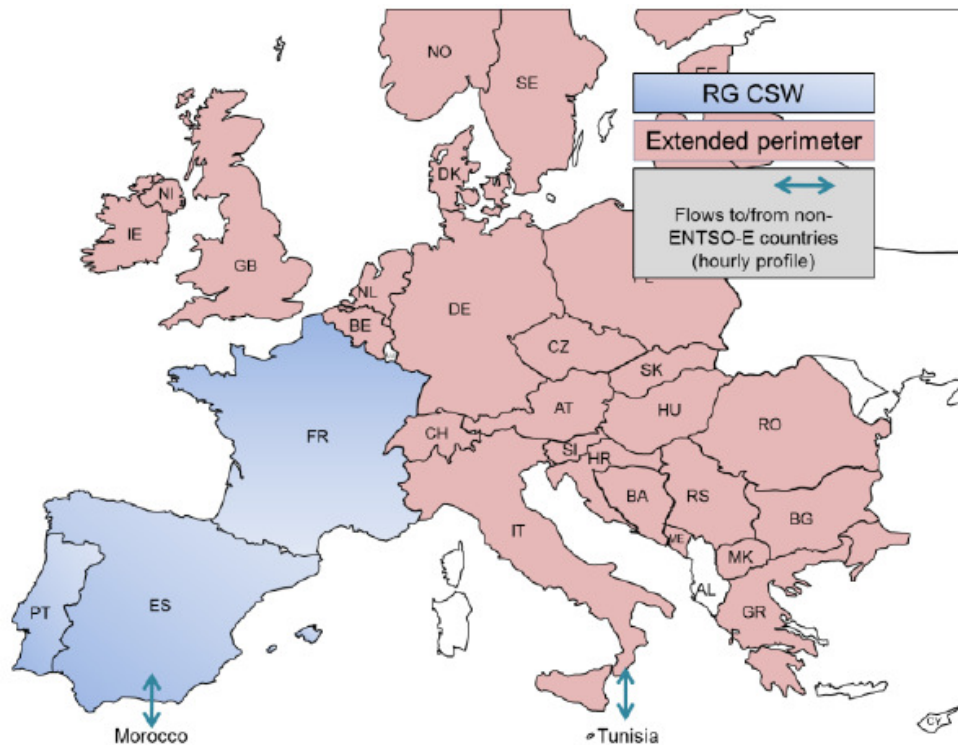 NO
SE
RG CSW
Extended perimeter
Flows to/from non-
ENTSO-E countries
(hourly profile)
DK
NI
IE
GB
NL
BE
DE
CZ
SK
AT
HU
RO
FR
CH
SI
HR
BA
RS
BG
IT
ME
MK
AL
GR
PT
ES
Morocco
Tunisia
CY